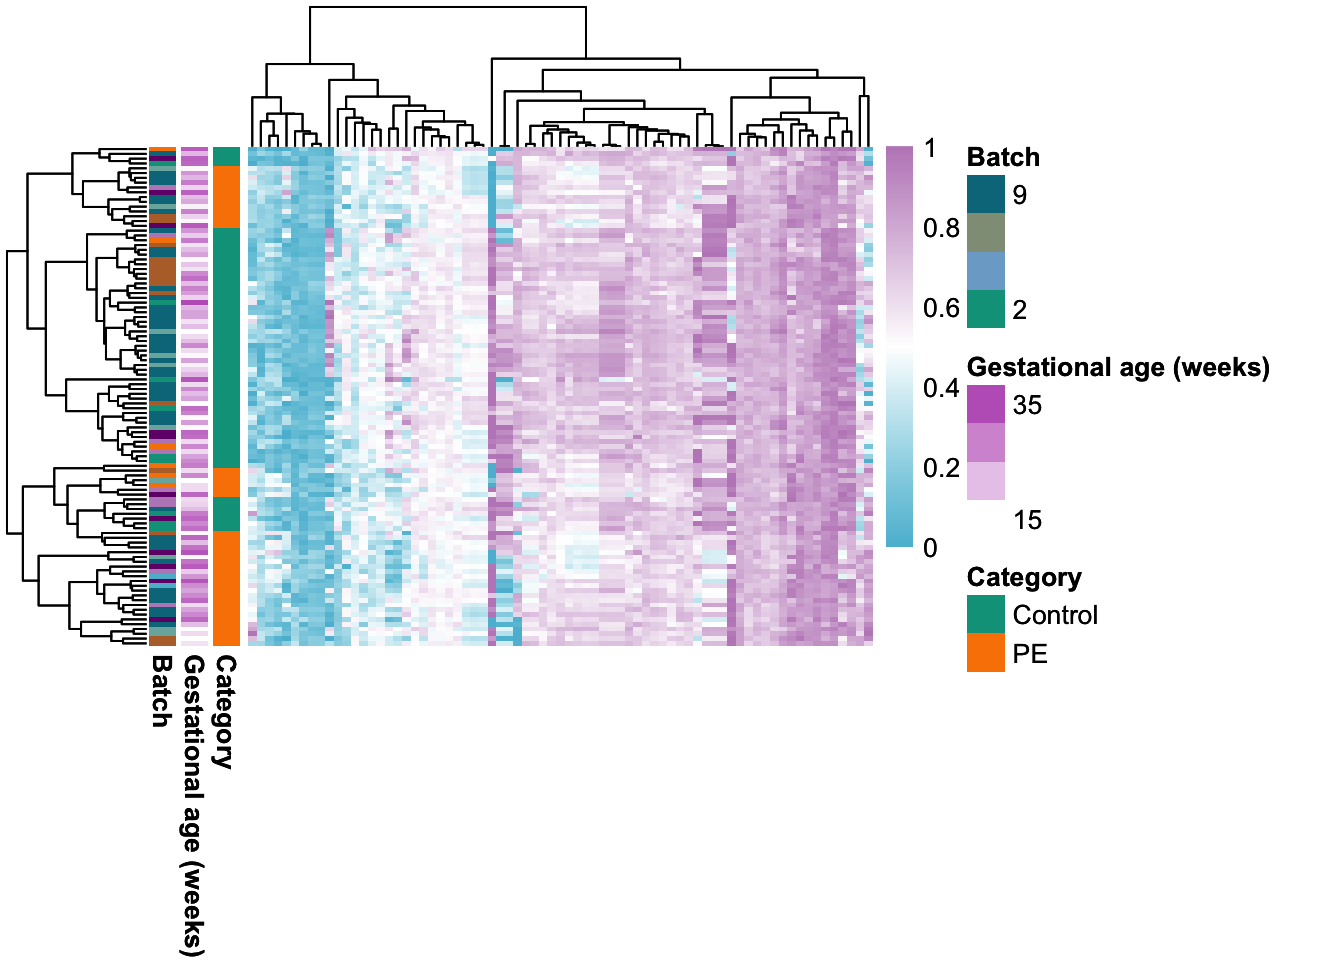 1
0.8
0.6
0.4
0.2
0
Batch
9
2
Gestational age (weeks)
35
15
Category
Control
PE
Batch
Gestational age (weeks)
Category